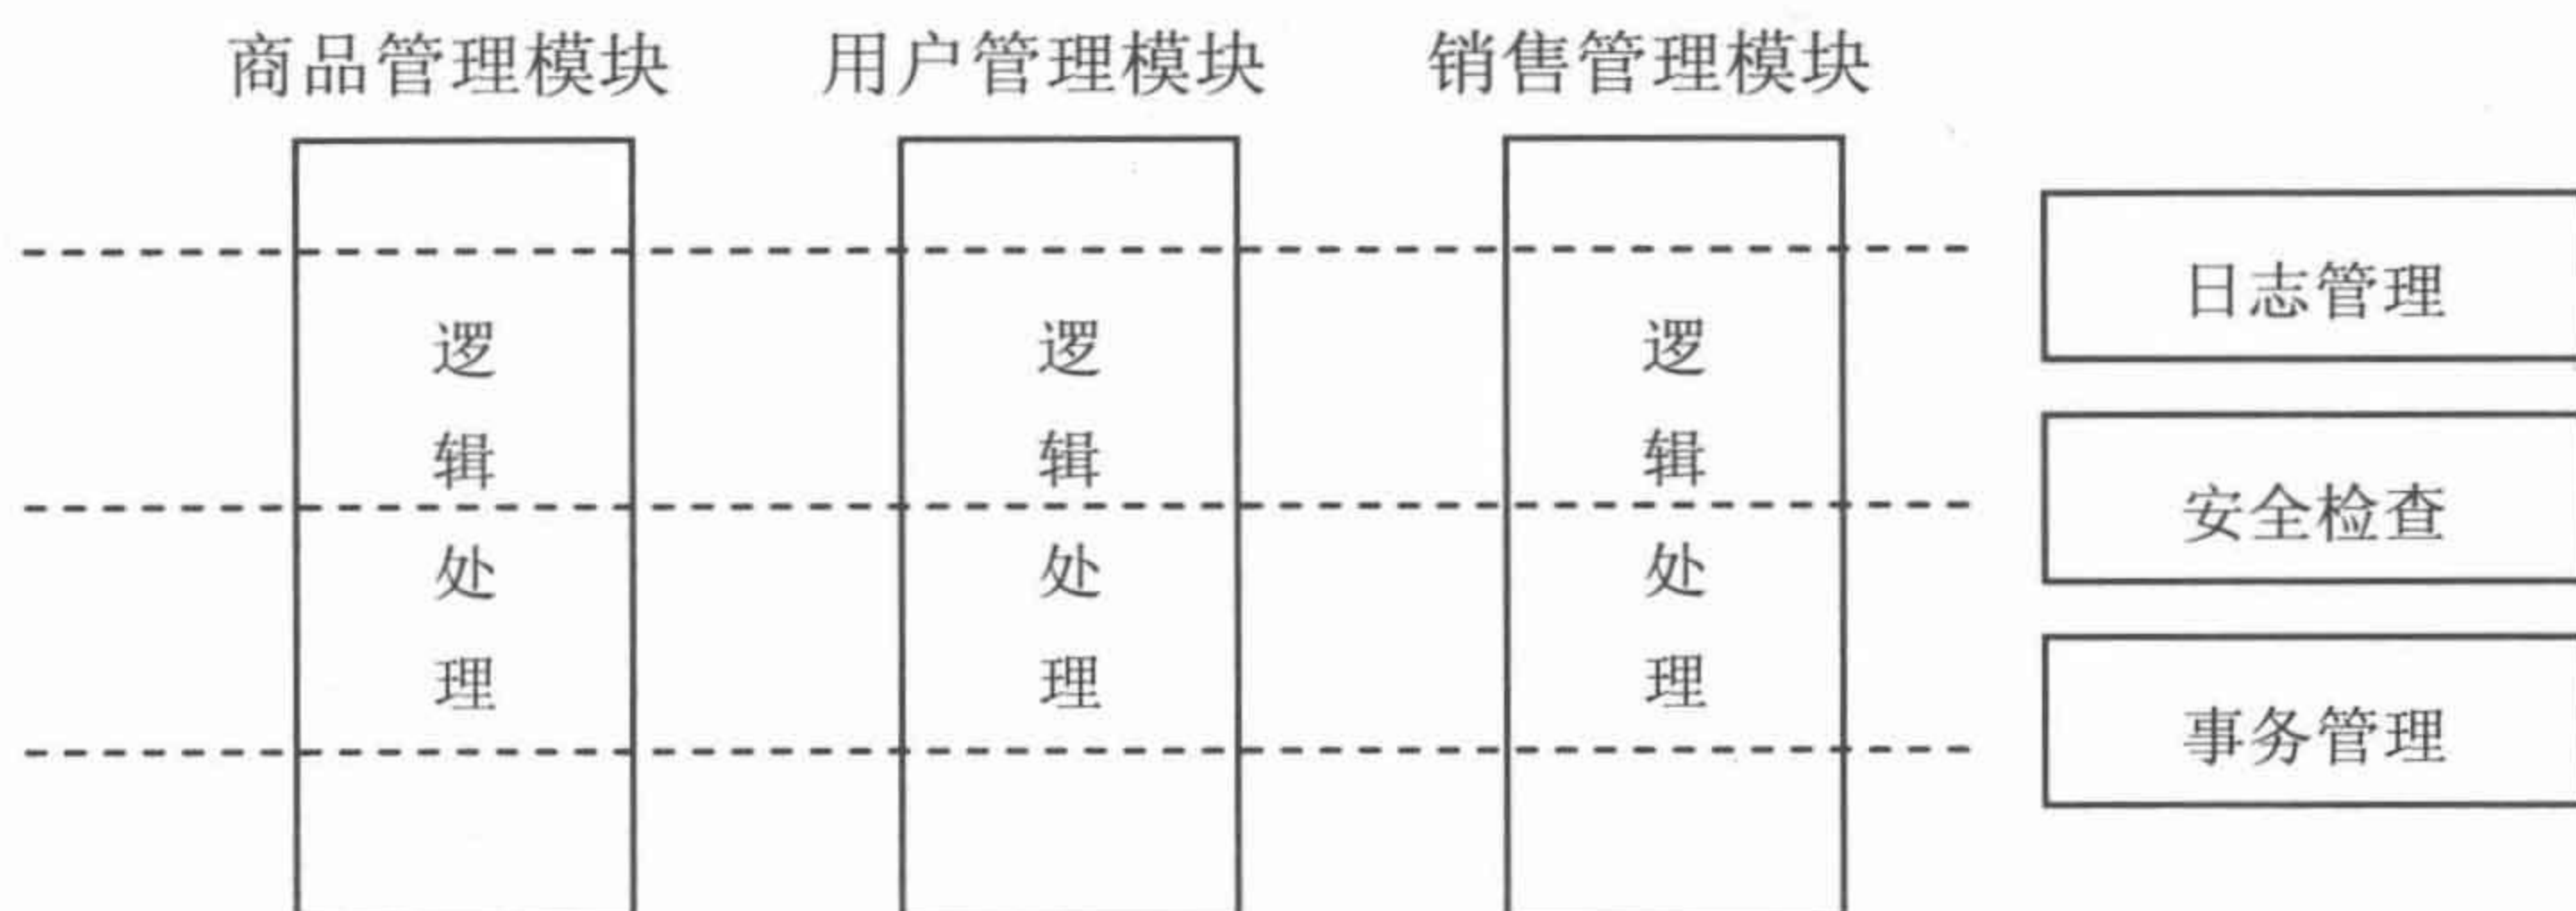 商品管理模块
用户管理模块
销售管理模块
逻辑处理
逻辑处理
逻辑处理
日志管理
安全检查
事务管理